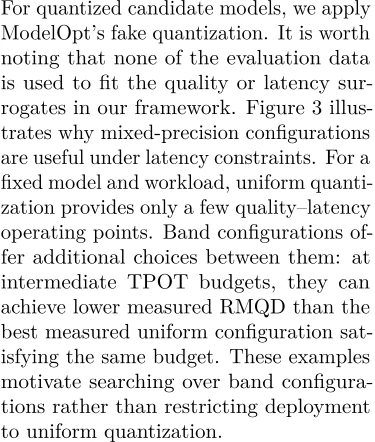 For quantized candidate models, we apply
ModelOpt's fake quantization. It is worth
noting that none of the evaluation data
is used to fit the quality or latency sur-
rogates in our framework. Figure 3 illus-
trates why mixed-precision configurations
are useful under latency constraints. For a
fixed model and workload, uniform quanti-
zation provides only a few quality–latency
operating points. Band configurations of-
fer additional choices between them: at
intermediate TPOT budgets, they can
achieve lower measured RMQD than the
best measured uniform configuration sat-
isfying the same budget. These examples
motivate searching over band configura-
tions rather than restricting deployment
to uniform quantization.